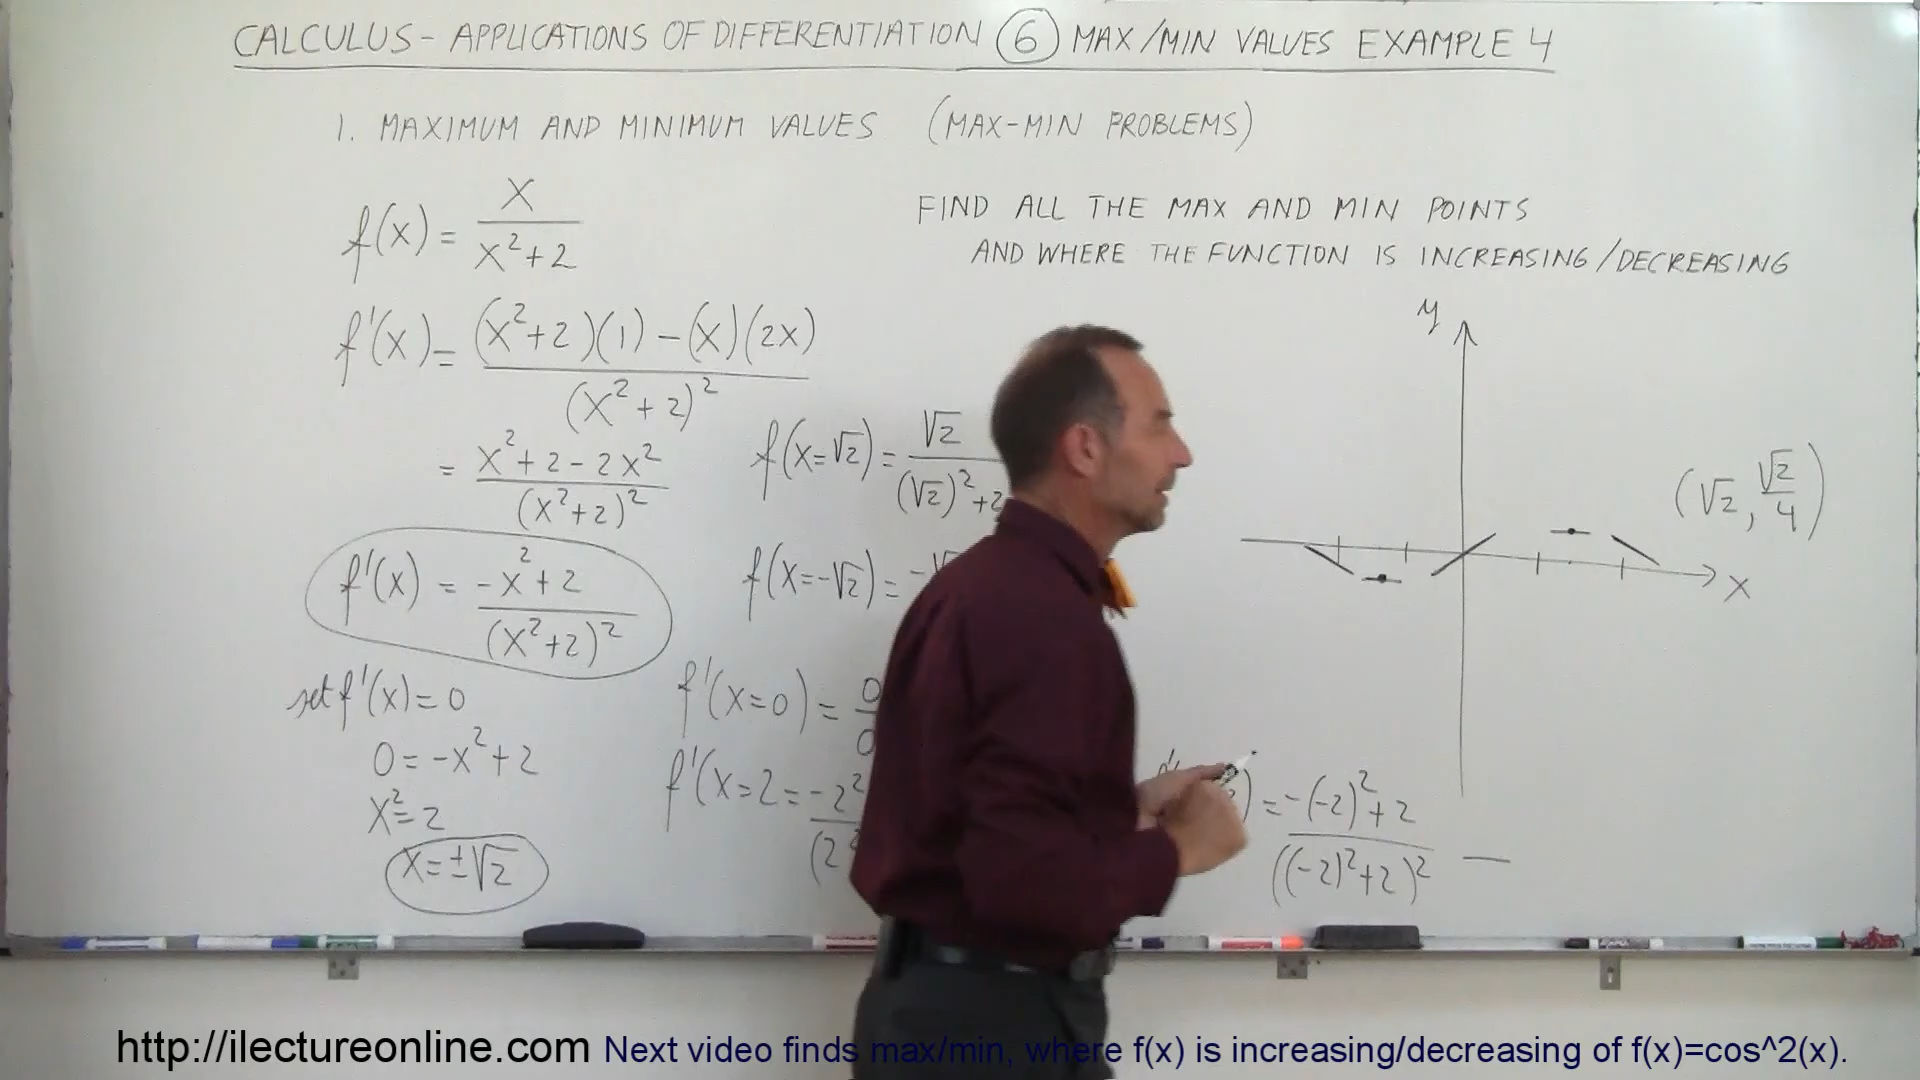 CALCULUS - APPLICATIONS OF DIFFERENTIATION (6) MAX/MIN VALUES EXAMPLE 4
1. MAXIMUM AND MINIMUM VALUES (MAX-MIN PROBLEMS)
FIND ALL THE MAX AND MIN POINTS
AND WHERE THE FUNCTION IS INCREASING/DECREASING
f(x) = x / (x²+2)
f'(x) = ((x²+2)(1) - (x)(2x)) / (x²+2)²
= (x²+2-2x²) / (x²+2)²
f'(x) = (-x²+2) / (x²+2)²
set f'(x)=0
0=-x²+2
x²=2
x=±√2
f(x=√2) = √2 / (√2)²+2
f(x=-√2) = -√
f'(x=0) = 0
f'(x=2 = -2²
(2²
= (-(-2)²+2) / ((-2)²+2)² —
y
x
(√2, √2/4)
http://ilectureonline.com Next video finds max/min, where f(x) is increasing/decreasing of f(x)=cos^2(x).